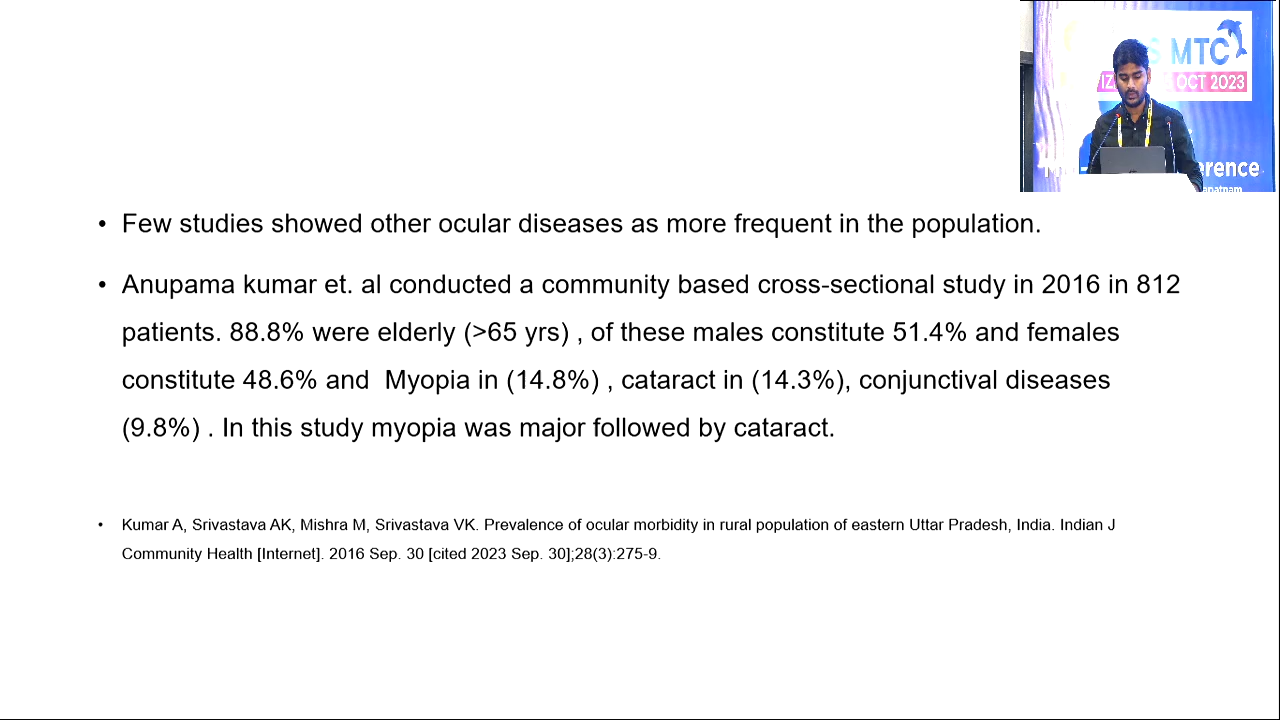 S MTC
OCT 2023
erence
apatnam
• Few studies showed other ocular diseases as more frequent in the population.
• Anupama kumar et. al conducted a community based cross-sectional study in 2016 in 812
patients. 88.8% were elderly (>65 yrs) , of these males constitute 51.4% and females
constitute 48.6% and  Myopia in (14.8%) , cataract in (14.3%), conjunctival diseases
(9.8%) . In this study myopia was major followed by cataract.
• Kumar A, Srivastava AK, Mishra M, Srivastava VK. Prevalence of ocular morbidity in rural population of eastern Uttar Pradesh, India. Indian J
Community Health [Internet]. 2016 Sep. 30 [cited 2023 Sep. 30];28(3):275-9.